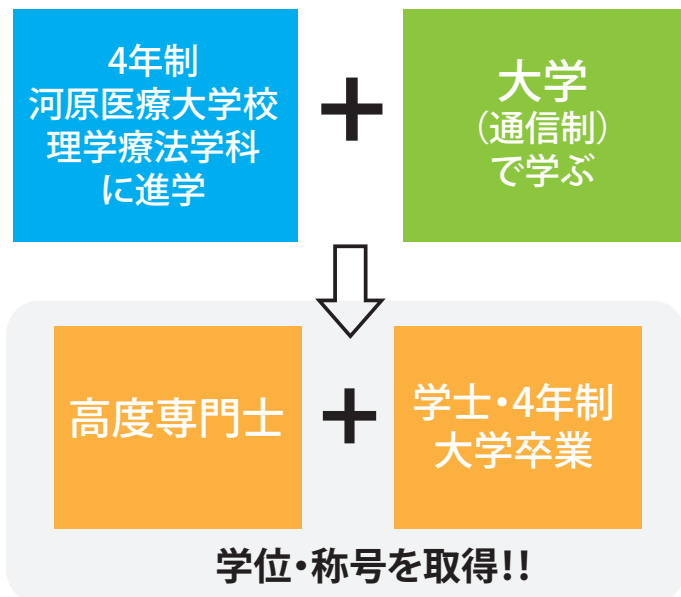 4年制
河原医療大学校
理学療法学科
に進学
+
大学
（通信制）
で学ぶ
高度専門士
+
学士・4年制
大学卒業
学位・称号を取得!!